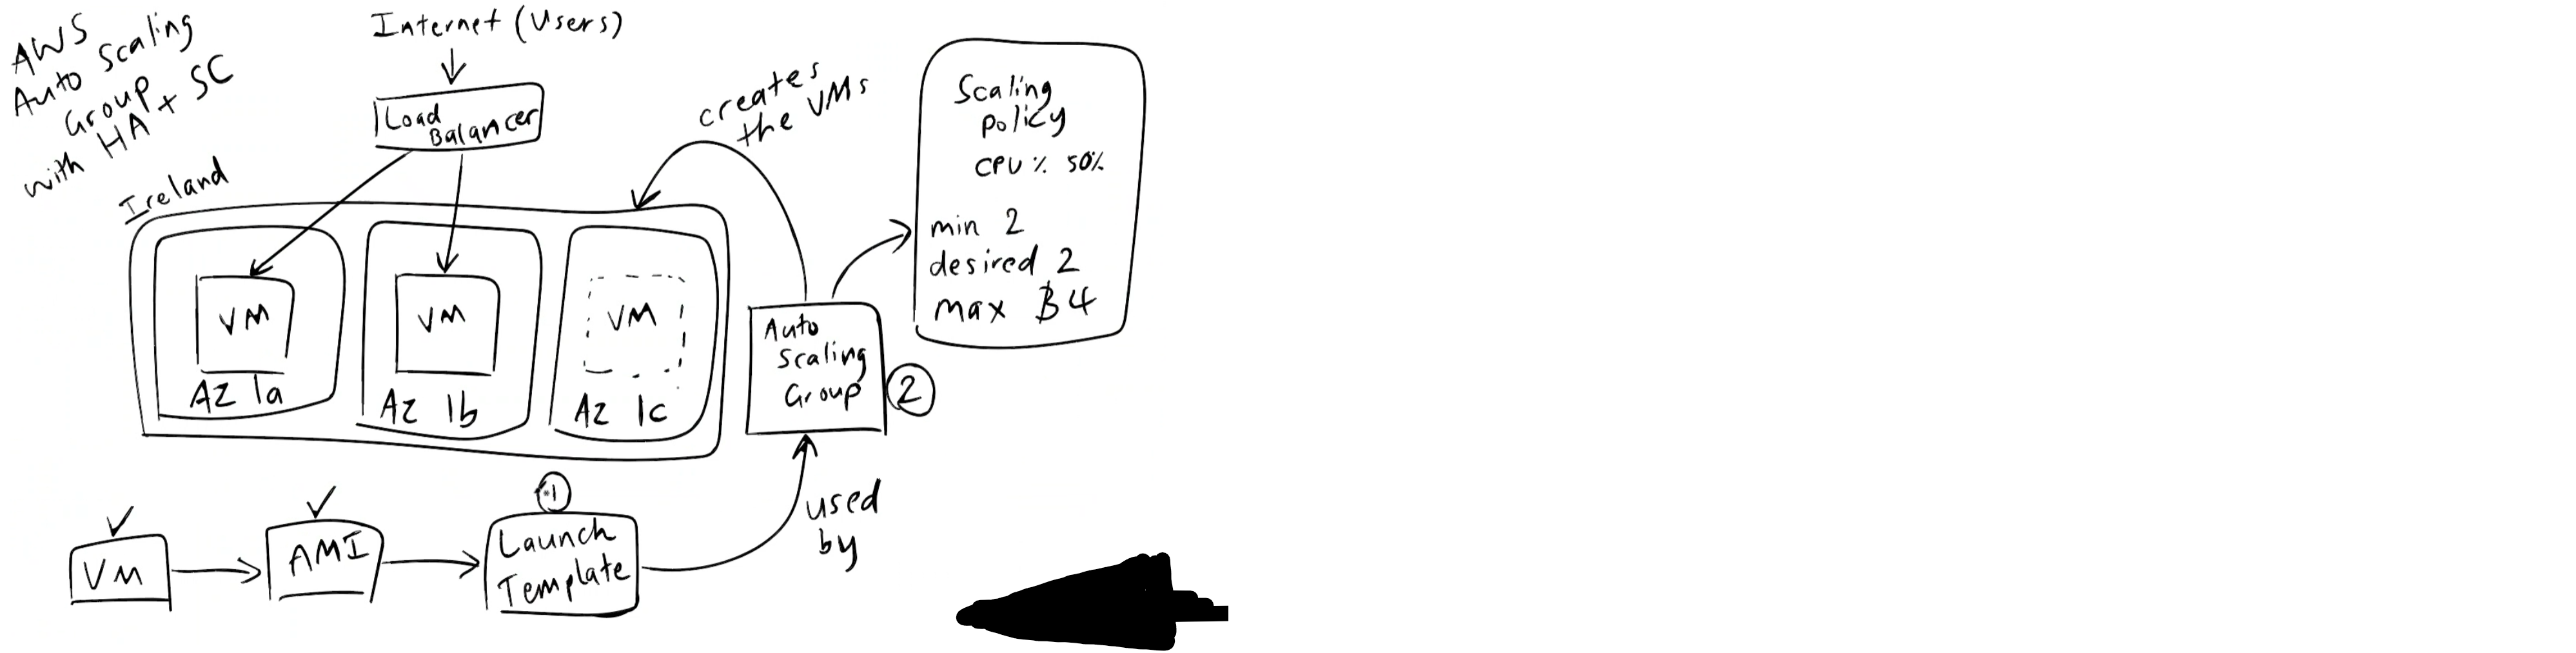 AWS
Auto Scaling
Group
with HA + SC
Internet (Users)
Load
Balancer
creates
the VMs
Scaling
Policy
CPU % 50%
min 2
desired 2
max 3 4
Ireland
VM
AZ 1a
VM
AZ 1b
VM
AZ 1c
Auto
Scaling
Group
2
used
by
VM
AMI
1
Launch
Template